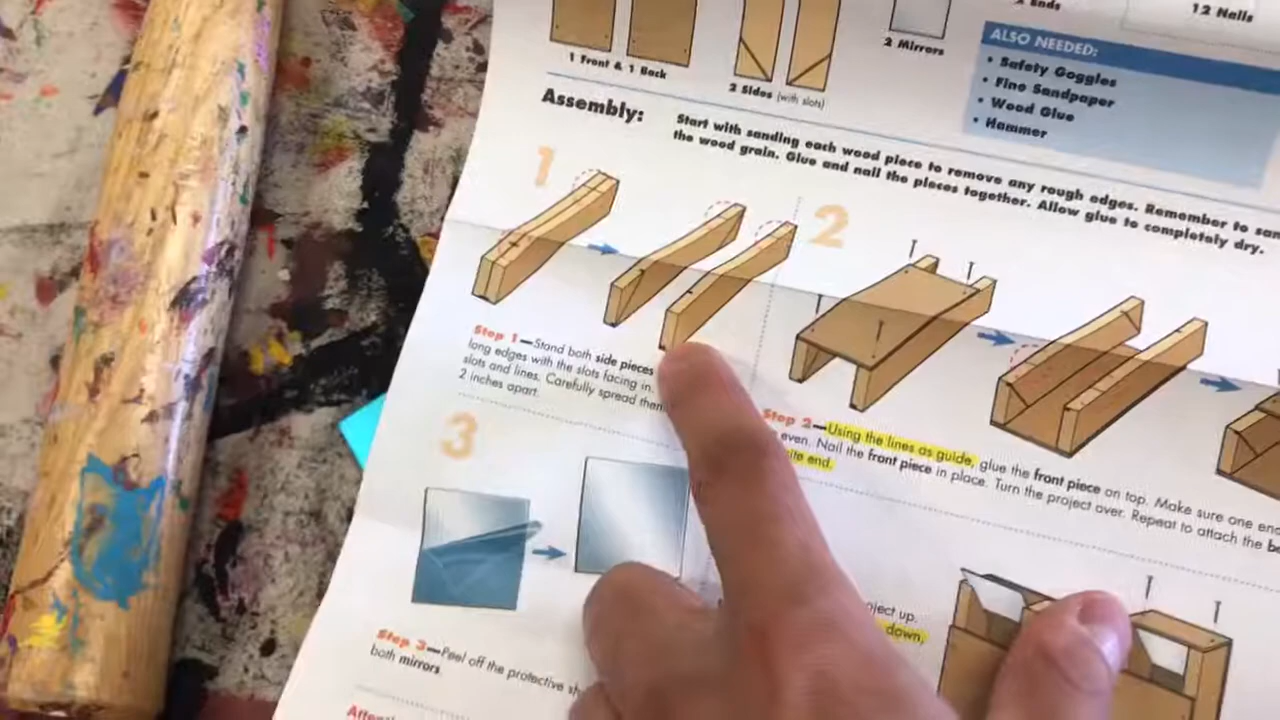 1 Front & 1 Back
2 Sides (with slots)
2 Mirrors
Ends
12 Nails
ALSO NEEDED:
• Safety Goggles
• Fine Sandpaper
• Wood Glue
• Hammer
Assembly:
Start with sanding each wood piece to remove any rough edges. Remember to
the wood grain. Glue and nail the pieces together. Allow glue to completely dry.
1
2
Step 1—Stand both side pieces
long edges with the slots facing in.
slots and lines. Carefully spread them
2 inches apart.
Step 2—Using the lines as guide, glue the front piece on top. Make sure one end
even. Nail the front piece in place. Turn the project over. Repeat to attach the
end.
3
up.
down,
Step 3—Peel off the protective
both mirrors.